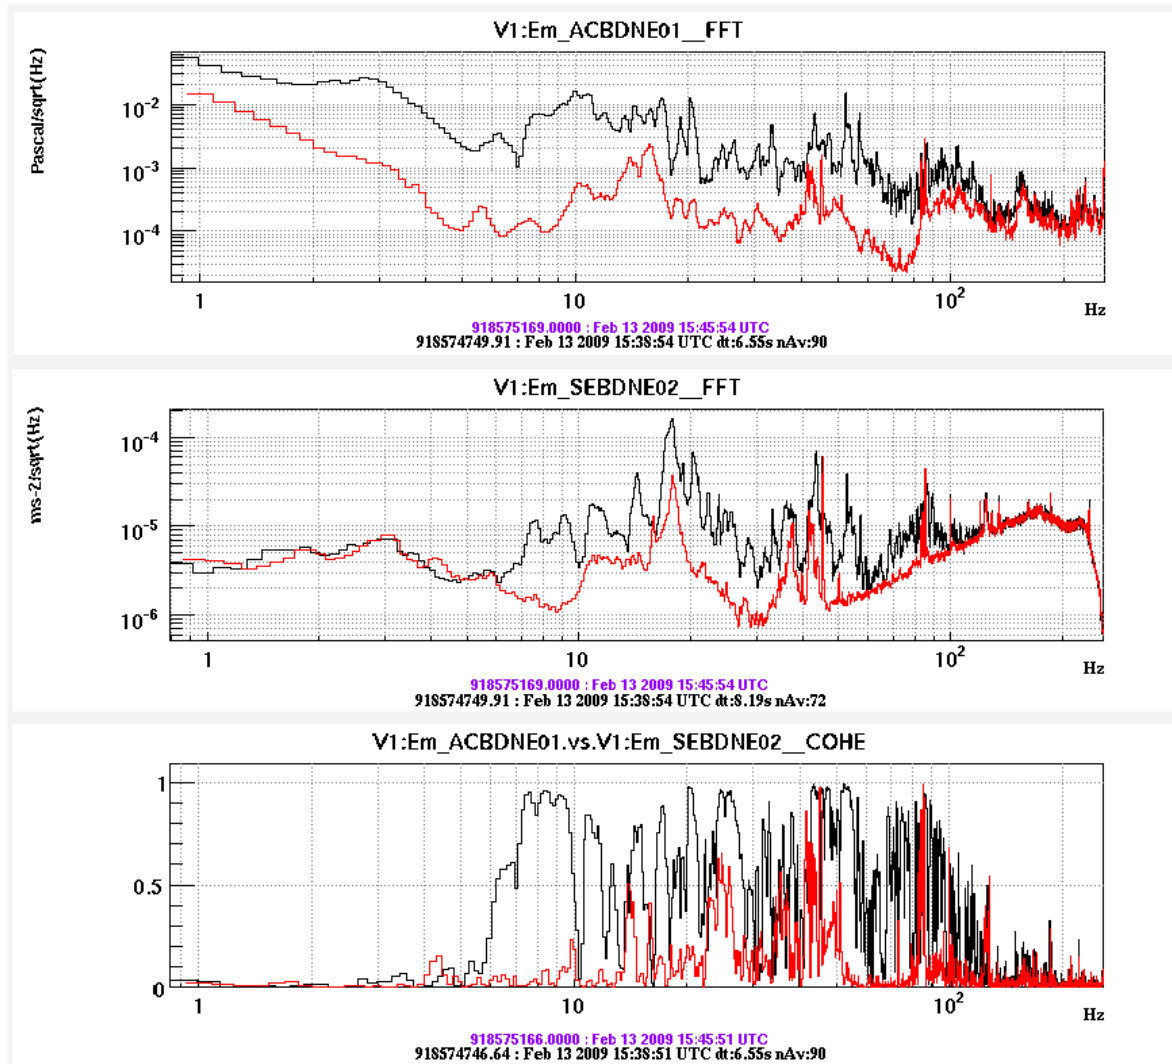 V1:Em_ACBDNE01__FFT
Pascal/sqrt(Hz)
10-2
10-3
10-4
1 10 102
Hz
918575169.0000 : Feb 13 2009 15:45:54 UTC
918574749.91 : Feb 13 2009 15:38:54 UTC dt:6.55s nAv:90
V1:Em_SEBDNE02__FFT
ms-2/sqrt(Hz)
10-4
10-5
10-6
1 10 102
Hz
918575169.0000 : Feb 13 2009 15:45:54 UTC
918574749.91 : Feb 13 2009 15:38:54 UTC dt:8.19s nAv:72
V1:Em_ACBDNE01.vs.V1:Em_SEBDNE02__COHE
1
0.5
0
1 10 102
Hz
918575166.0000 : Feb 13 2009 15:45:51 UTC
918574746.64 : Feb 13 2009 15:38:51 UTC dt:6.55s nAv:90